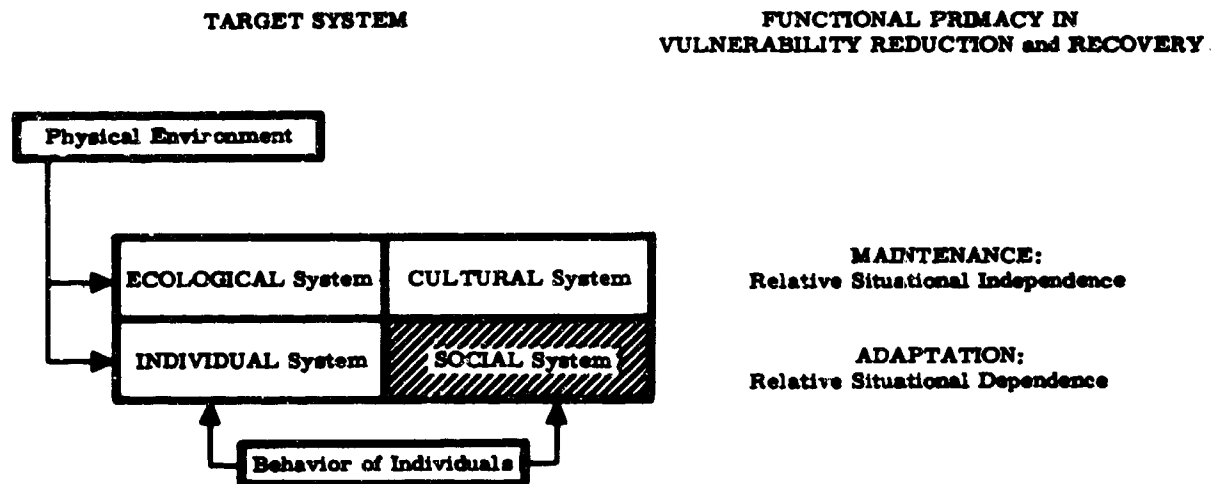 TARGET SYSTEM
FUNCTIONAL PRIMACY IN
VULNERABILITY REDUCTION and RECOVERY
Physical Environment
ECOLOGICAL System
CULTURAL System
MAINTENANCE:
Relative Situational Independence
INDIVIDUAL System
SOCIAL System
ADAPTATION:
Relative Situational Dependence
Behavior of Individuals